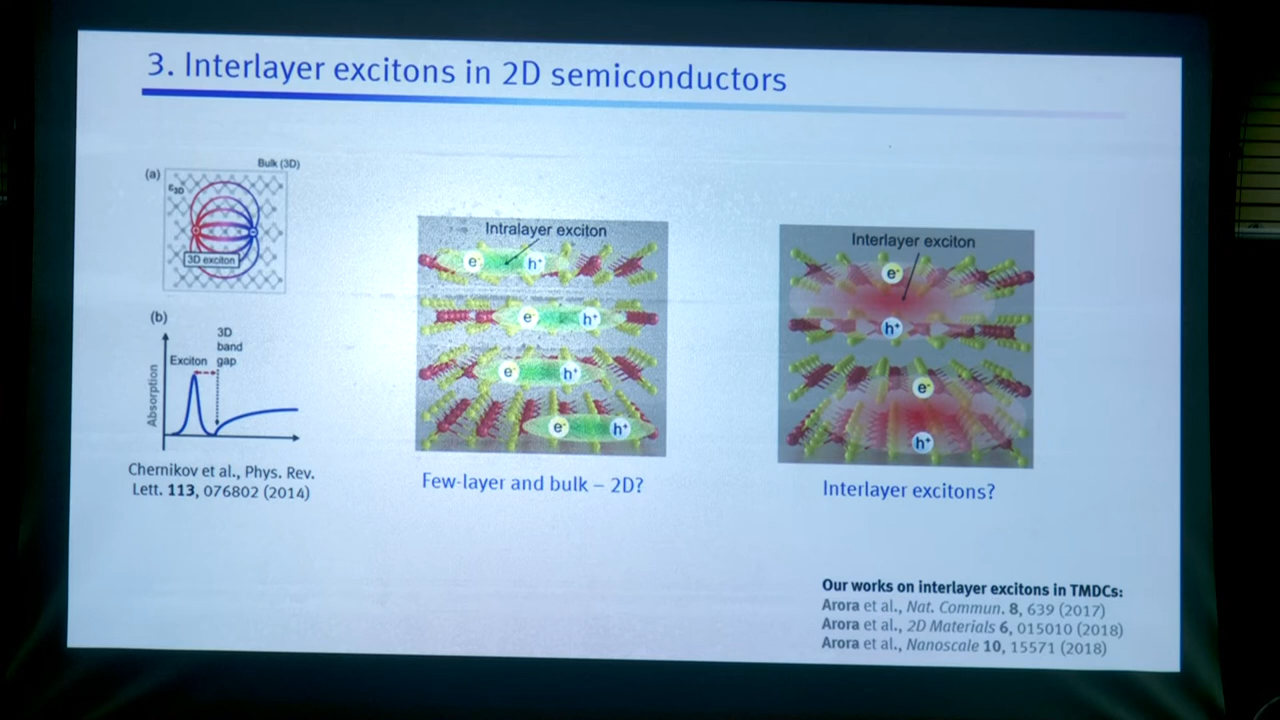 3. Interlayer excitons in 2D semiconductors
(a)
Bulk (3D)
ε3D
3D exciton
(b)
3D
band
gap
Exciton
Absorption
Chernikov et al., Phys. Rev.
Lett. 113, 076802 (2014)
Intralayer exciton
e- h+
e- h+
e- h+
e- h+
Few-layer and bulk – 2D?
Interlayer exciton
e-
h+
e-
h+
Interlayer excitons?
Our works on interlayer excitons in TMDCs:
Arora et al., Nat. Commun. 8, 639 (2017)
Arora et al., 2D Materials 6, 015010 (2018)
Arora et al., Nanoscale 10, 15571 (2018)